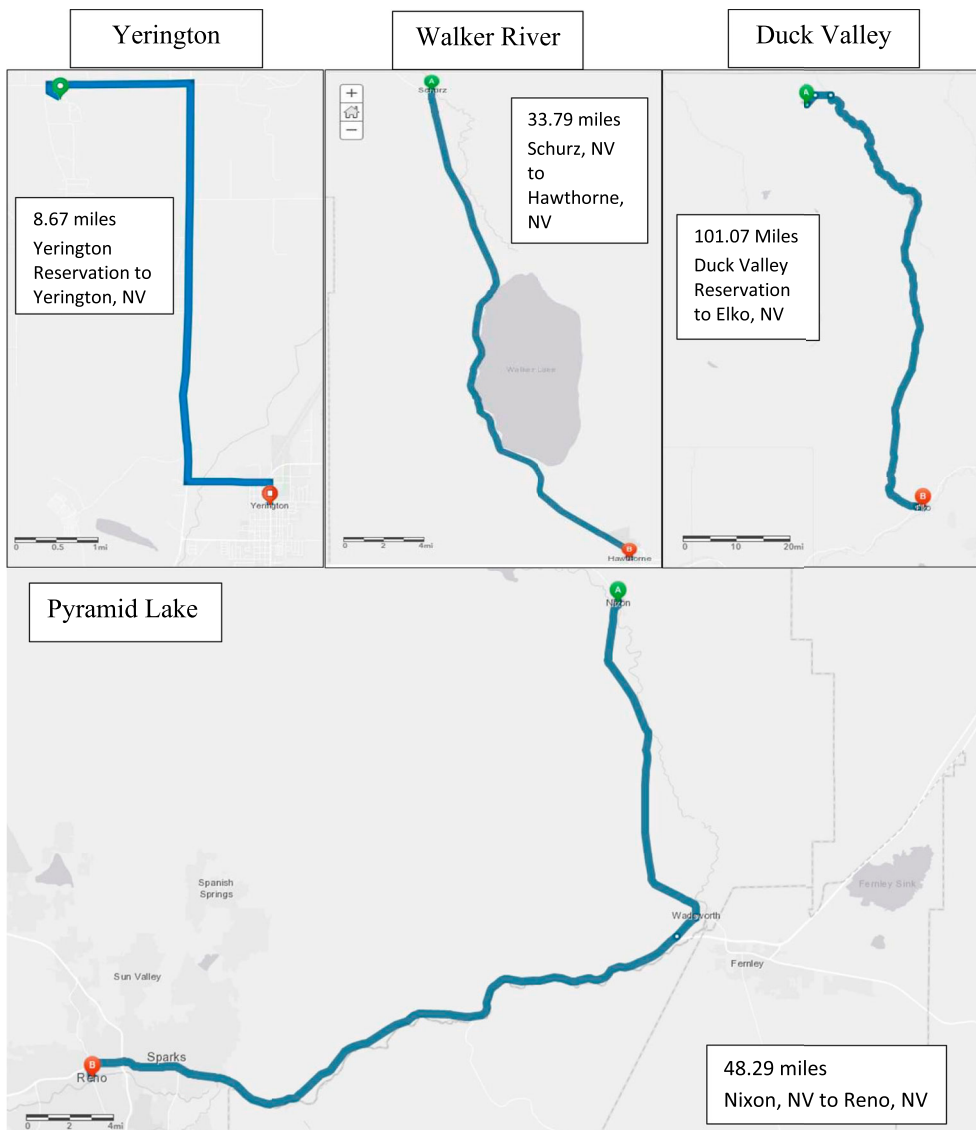 Yerington
Walker River
Duck Valley
8.67 miles
Yerington
Reservation to
Yerington, NV
Yerington
0 0.5 1mi
+
−
A
Schurz
33.79 miles
Schurz, NV
to
Hawthorne,
NV
Walker Lake
B
Hawthorne
0 2 4mi
A
101.07 Miles
Duck Valley
Reservation
to Elko, NV
B
0 10 20mi
Pyramid Lake
A
Nixon
Spanish
Springs
Fernley Sink
Wadsworth
Fernley
Sun Valley
Sparks
B
Reno
0 2 4mi
48.29 miles
Nixon, NV to Reno, NV